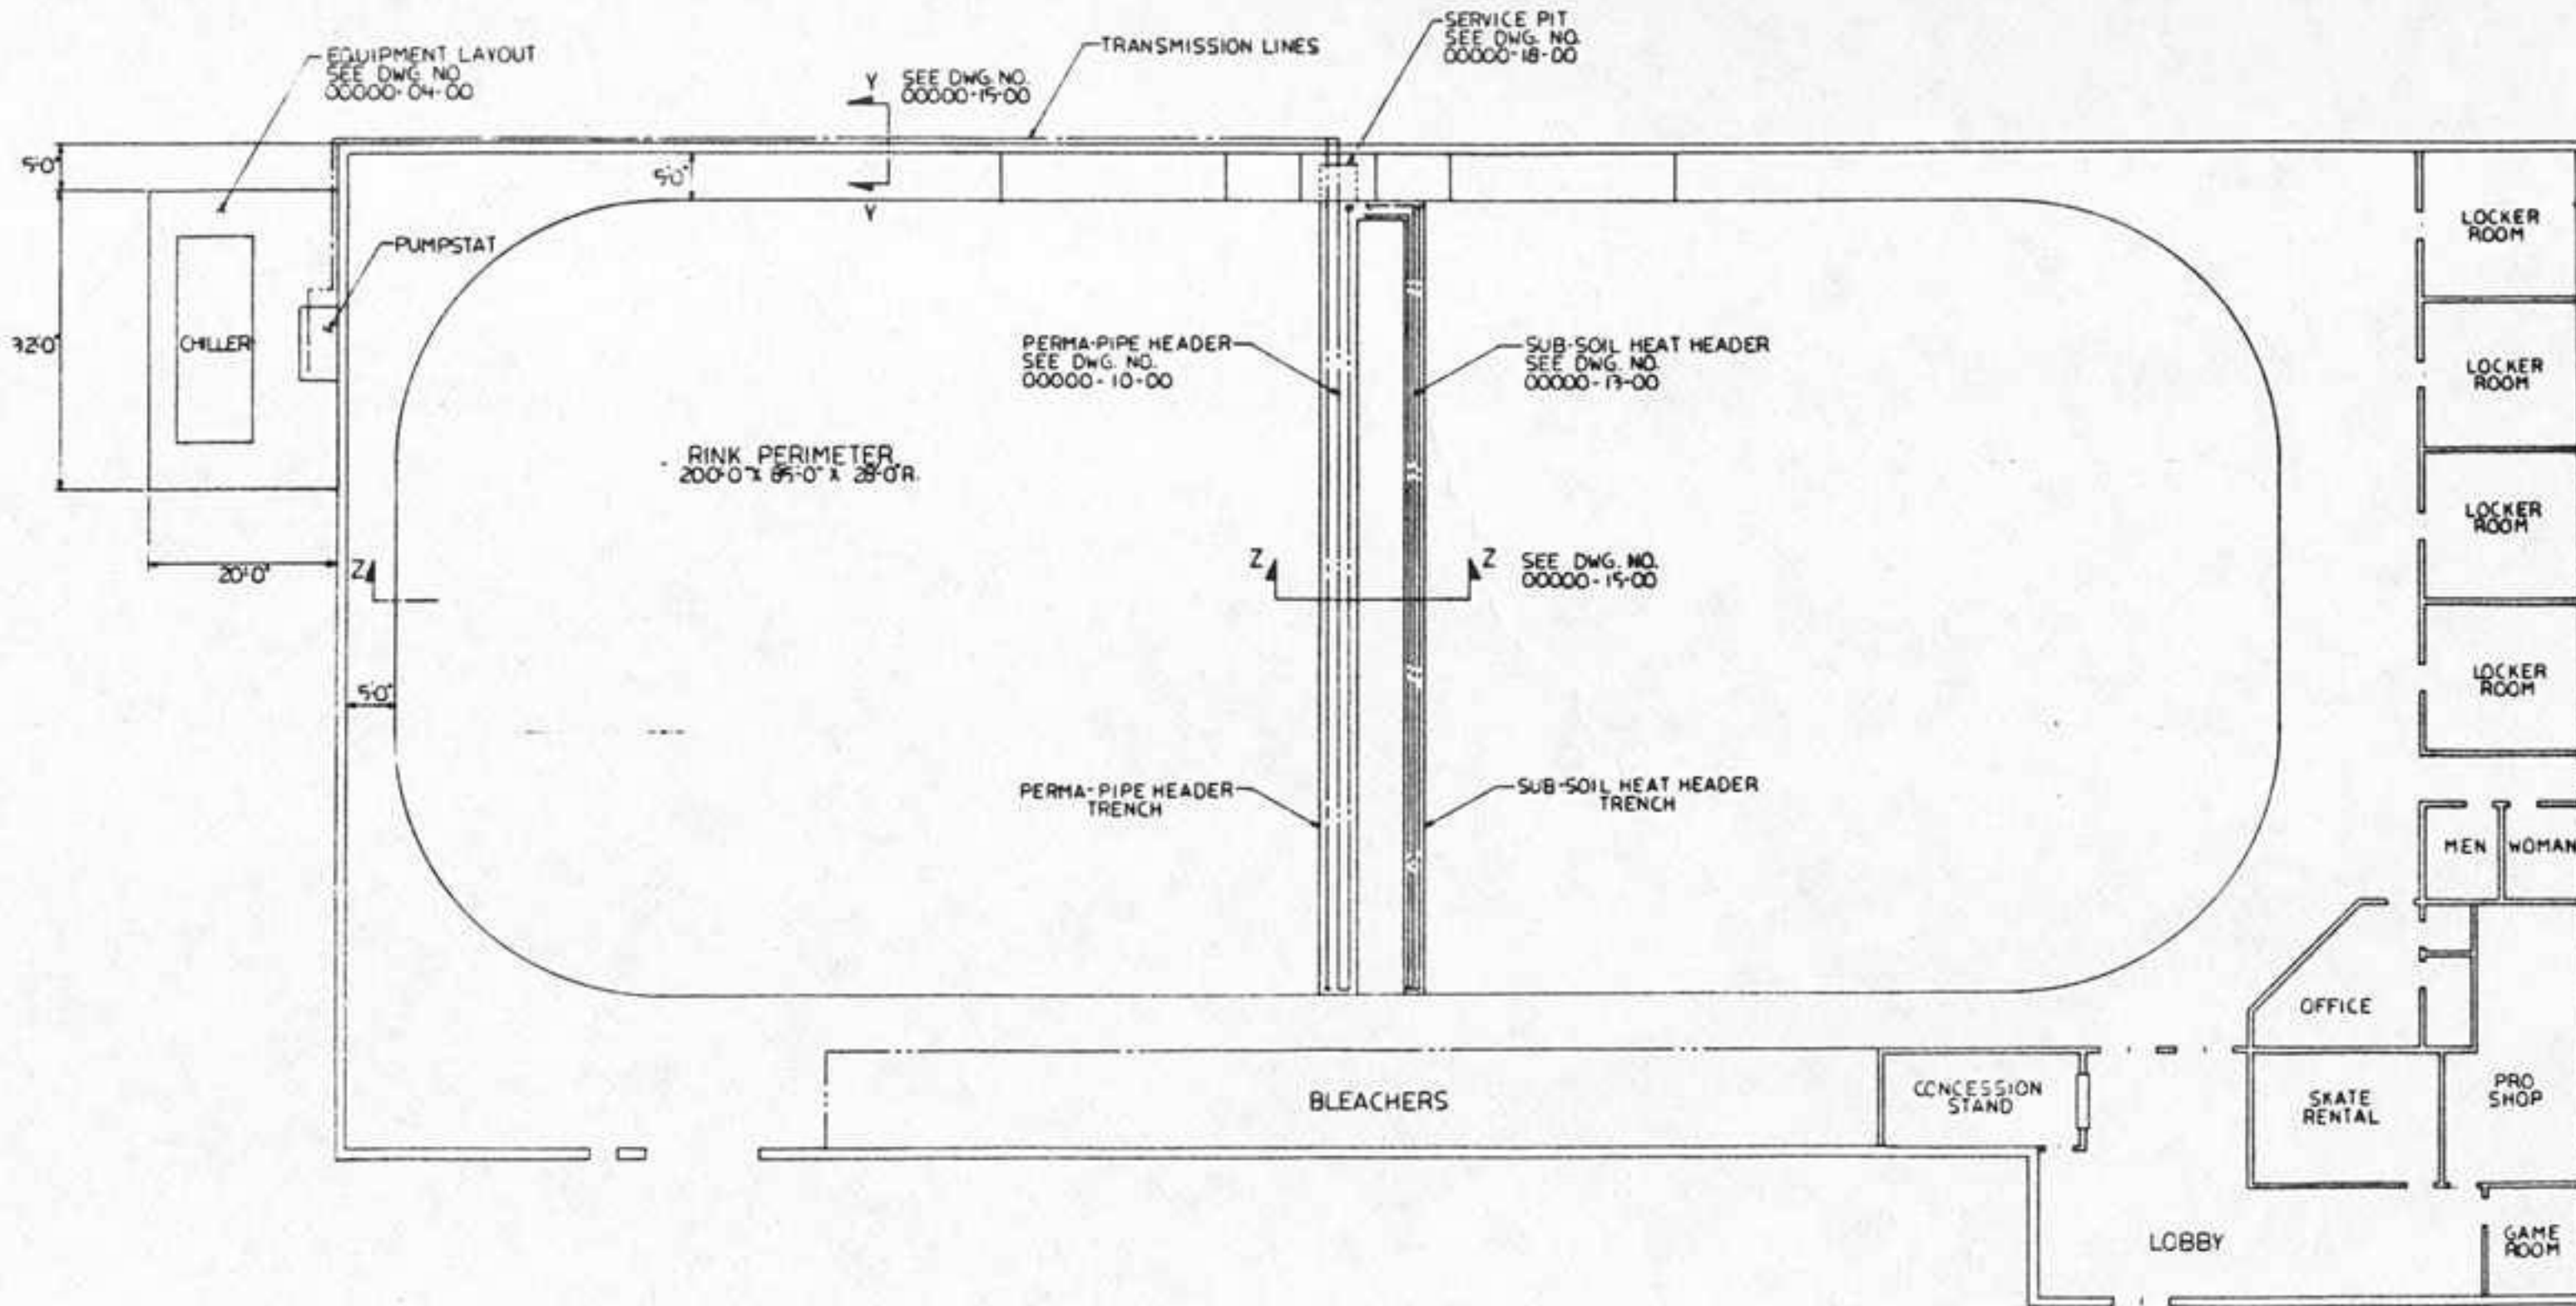 EQUIPMENT LAYOUT
SEE DWG. NO.
00000-04-00
TRANSMISSION LINES
SERVICE PIT
SEE DWG. NO.
00000-18-00
Y
SEE DWG. NO.
00000-15-00
Y
5'-0"
5'-0"
PUMPSTAT
CHILLER
32'-0"
20'-0"
PERMA-PIPE HEADER
SEE DWG. NO.
00000-10-00
SUB-SOIL HEAT HEADER
SEE DWG. NO.
00000-13-00
RINK PERIMETER
200'-0" X 85'-0" X 28'-0" R.
Z
Z
Z
SEE DWG. NO.
00000-15-00
5'-0"
PERMA-PIPE HEADER
TRENCH
SUB-SOIL HEAT HEADER
TRENCH
LOCKER
ROOM
LOCKER
ROOM
LOCKER
ROOM
LOCKER
ROOM
MEN
WOMAN
OFFICE
BLEACHERS
CONCESSION
STAND
SKATE
RENTAL
PRO
SHOP
LOBBY
GAME
ROOM